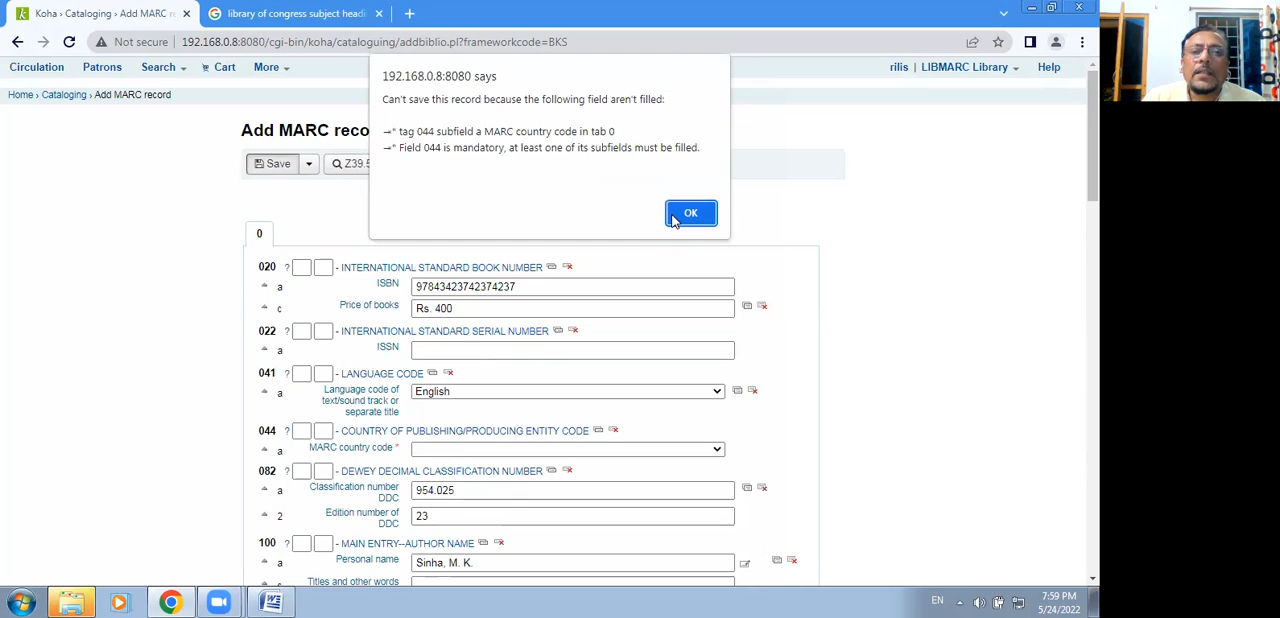 Koha › Cataloging › Add MARC r
library of congress subject headi
Not secure 192.168.0.8:8080/cgi-bin/koha/cataloguing/addbiblio.pl?frameworkcode=BKS
Circulation Patrons Search Cart More rilis LIBMARC Library Help
Home › Cataloging › Add MARC record
192.168.0.8:8080 says
Can't save this record because the following field aren't filled:
→* tag 044 subfield a MARC country code in tab 0
→* Field 044 is mandatory, at least one of its subfields must be filled.
OK
Add MARC reco
Save Z39.5
0
020 ? - INTERNATIONAL STANDARD BOOK NUMBER
a ISBN 97843423742374237
c Price of books Rs. 400
022 ? - INTERNATIONAL STANDARD SERIAL NUMBER
a ISSN
041 ? - LANGUAGE CODE
a Language code of text/sound track or separate title English
044 ? - COUNTRY OF PUBLISHING/PRODUCING ENTITY CODE
a MARC country code *
082 ? - DEWEY DECIMAL CLASSIFICATION NUMBER
a Classification number DDC 954.025
2 Edition number of DDC 23
100 ? - MAIN ENTRY--AUTHOR NAME
a Personal name Sinha, M. K.
Titles and other words
EN 7:59 PM
5/24/2022